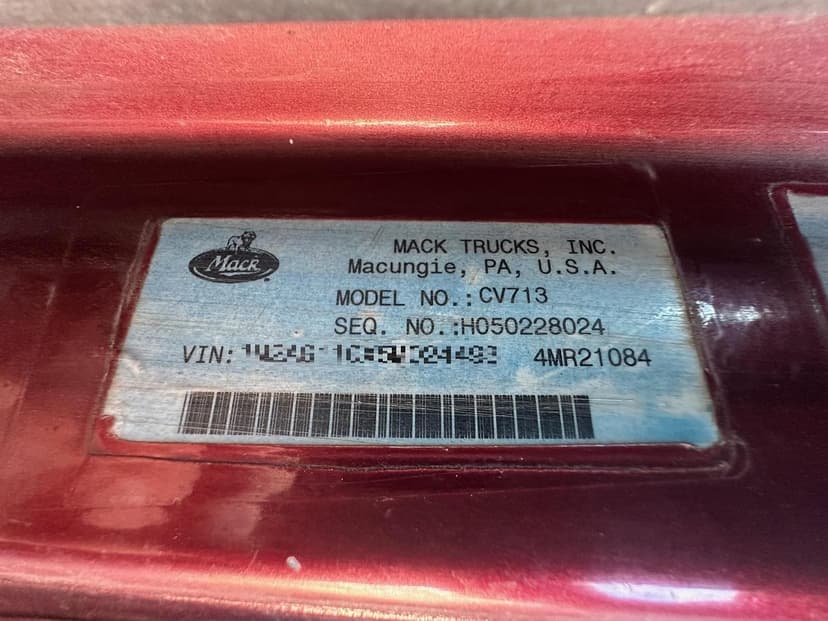 Mack
MACK TRUCKS, INC.
Macungie, PA, U.S.A.
MODEL NO.: CV713
SEQ. NO.:H050228024
VIN: 4MR21084